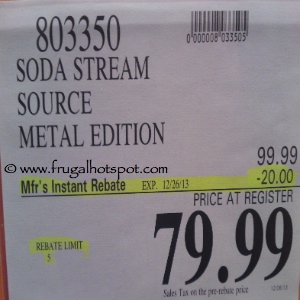 803350
0000008033505
SODA STREAM
SOURCE
METAL EDITION
www.frugalhotspot.com
99.99
Mfr's Instant Rebate EXP. 12/26/13 -20.00
PRICE AT REGISTER
79.99
REBATE LIMIT
5
Sales Tax on the pre-rebate price